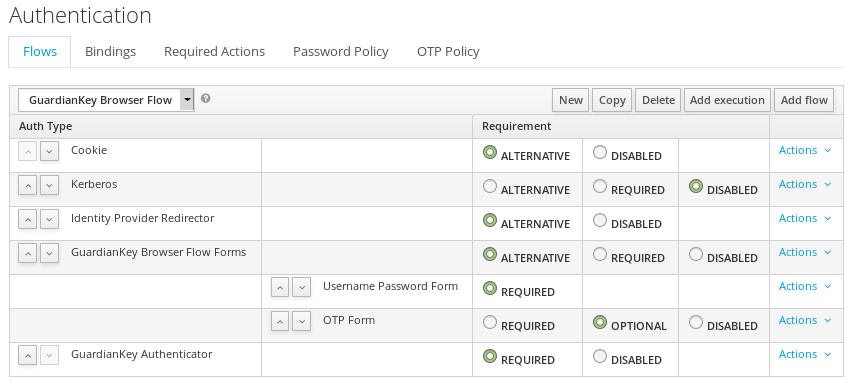 Authentication
Flows Bindings Required Actions Password Policy OTP Policy
GuardianKey Browser Flow New Copy Delete Add execution Add flow
Auth Type Requirement
Cookie ALTERNATIVE DISABLED Actions
Kerberos ALTERNATIVE REQUIRED DISABLED Actions
Identity Provider Redirector ALTERNATIVE DISABLED Actions
GuardianKey Browser Flow Forms ALTERNATIVE REQUIRED DISABLED Actions
Username Password Form REQUIRED Actions
OTP Form REQUIRED OPTIONAL DISABLED Actions
GuardianKey Authenticator REQUIRED DISABLED Actions